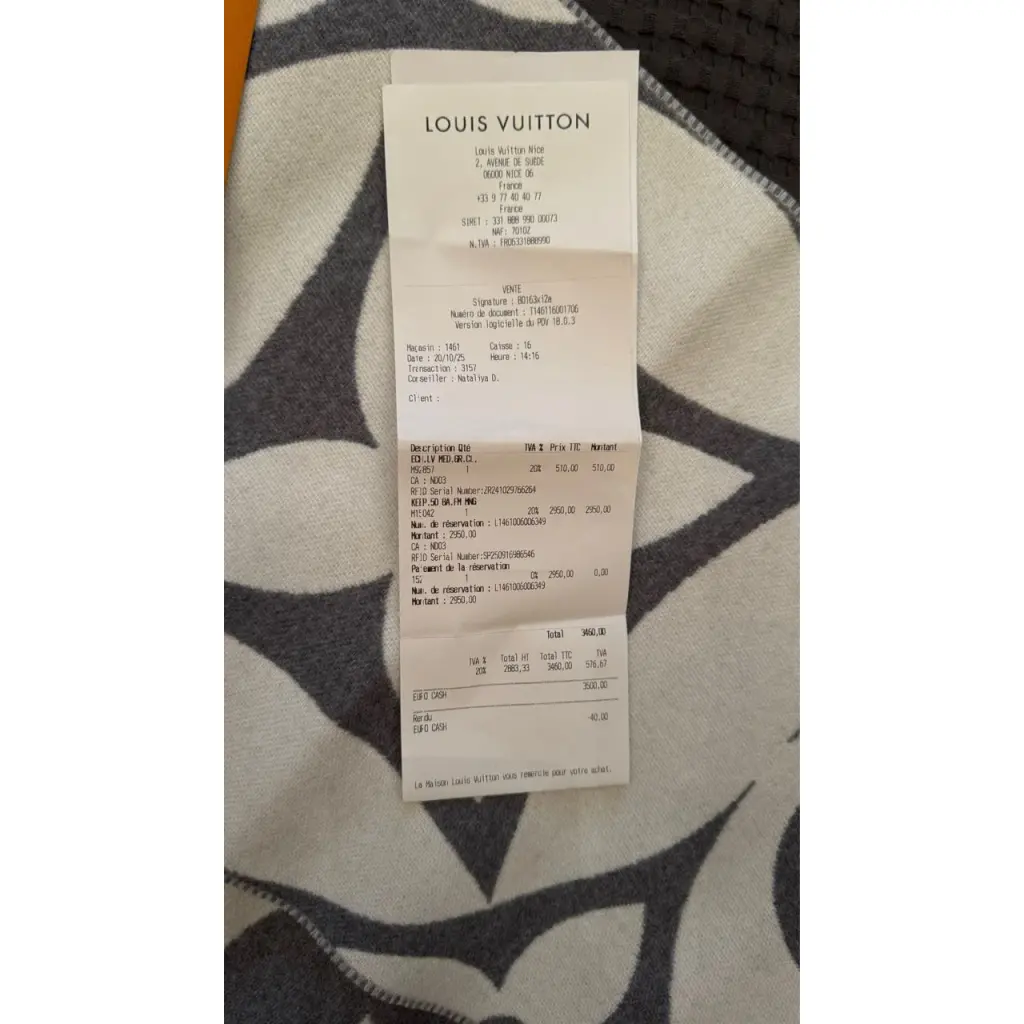 LOUIS VUITTON
Louis Vuitton Nice
2, AVENUE DE SUEDE
06000 NICE 06
France
+33 9 77 40 40 77
France
SIRET : 331 888 990 00073
NAF: 7010Z
N.TVA : FR06331888990
VENTE
Signature :
Numéro de document : T146116001706
Version logicielle du PDV 18.0.3
Magasin : 1461 Caisse : 16
Date : 20/10/25 Heure : 14:16
Transaction : 3157
Conseiller : Nataliya D.
Client :
Description Qté TVA % Prix TTC Montant
LV MED.GR.CL.
M92857 1 20% 510,00 510,00
CA : ND03
RFID Serial Number:ZR241029766264
KEEP.50 BA.FM MNG
M15042 1 20% 2950,00 2950,00
Num. de réservation : L1461006006349
Montant : 2950,00
CA : ND03
RFID Serial Number:SP250916986546
Paiement de la réservation
1 0% 2950,00 0,00
Num. de réservation : L1461006006349
Montant : 2950,00
Total 3460,00
TVA % Total HT Total TTC TVA
20% 2883,33 3460,00 576,67
EURO CASH 3500,00
Rendu
EURO CASH -40,00
La Maison Louis Vuitton vous remercie pour votre achat.